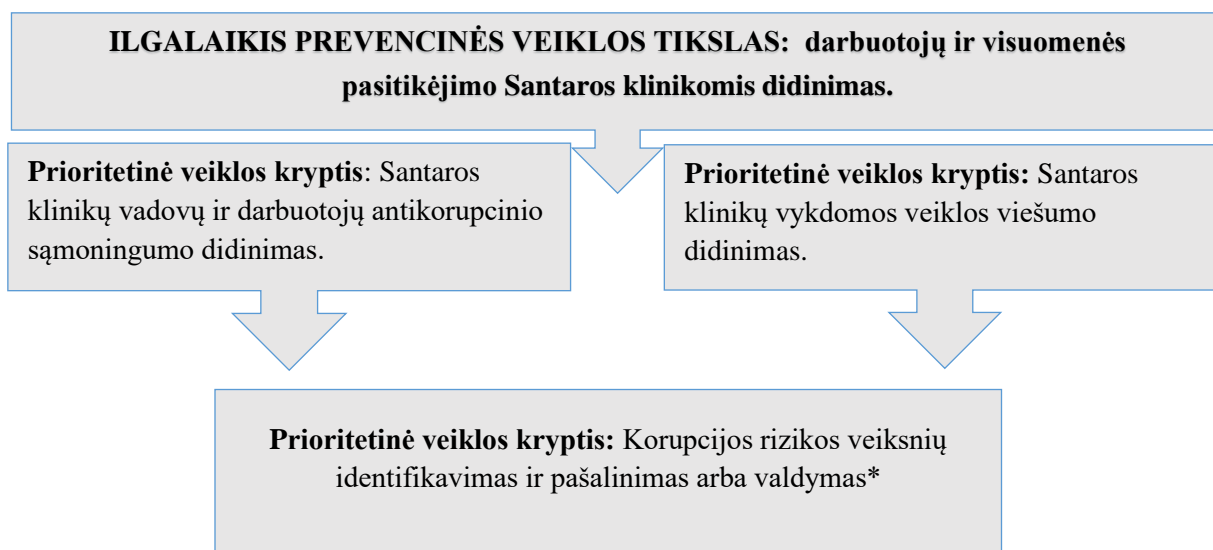 ILGALAIKIS PREVENCINĖS VEIKLOS TIKSLAS: darbuotojų ir visuomenės
pasitikėjimo Santaros klinikomis didinimas.
Prioritetinė veiklos kryptis: Santaros
klinikų vadovų ir darbuotojų antikorupcinio
sąmoningumo didinimas.
Prioritetinė veiklos kryptis: Santaros
klinikų vykdomos veiklos viešumo
didinimas.
Prioritetinė veiklos kryptis: Korupcijos rizikos veiksnių
identifikavimas ir pašalinimas arba valdymas*